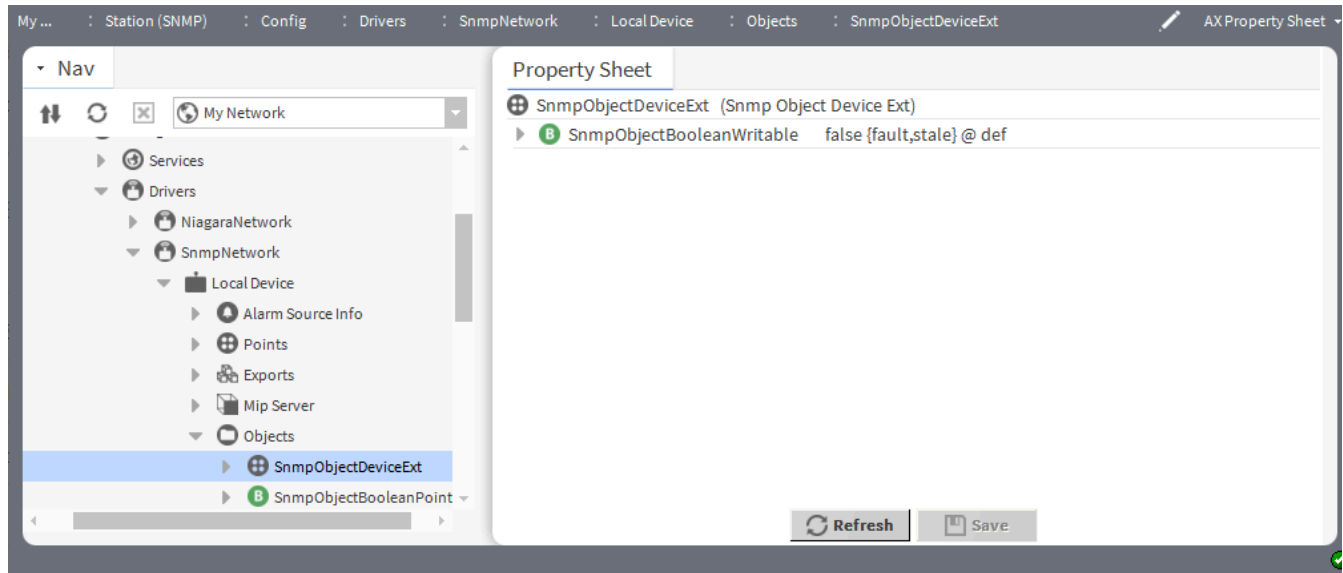 My ... : Station (SNMP) : Config : Drivers : SnmpNetwork : Local Device : Objects : SnmpObjectDeviceExt AX Property Sheet
Nav
My Network
Services
Drivers
NiagaraNetwork
SnmpNetwork
Local Device
Alarm Source Info
Points
Exports
Mip Server
Objects
SnmpObjectDeviceExt
B SnmpObjectBooleanPoint
Property Sheet
SnmpObjectDeviceExt (Snmp Object Device Ext)
B SnmpObjectBooleanWritable false {fault,stale} @ def
Refresh Save